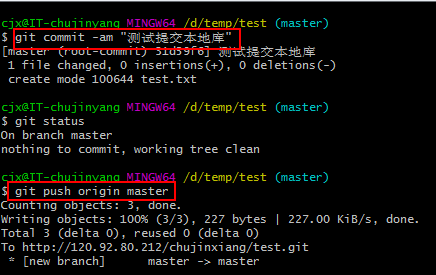 cjx@IT-chujinyang MINGW64 /d/temp/test (master)
$ git commit -am "测试提交本地库"
[master (root-commit) 51d59f6] 测试提交本地库
1 file changed, 0 insertions(+), 0 deletions(-)
create mode 100644 test.txt
cjx@IT-chujinyang MINGW64 /d/temp/test (master)
$ git status
On branch master
nothing to commit, working tree clean
cjx@IT-chujinyang MINGW64 /d/temp/test (master)
$ git push origin master
Counting objects: 3, done.
Writing objects: 100% (3/3), 227 bytes | 227.00 KiB/s, done.
Total 3 (delta 0), reused 0 (delta 0)
To http://120.92.80.212/chujinxiang/test.git
* [new branch]      master -> master